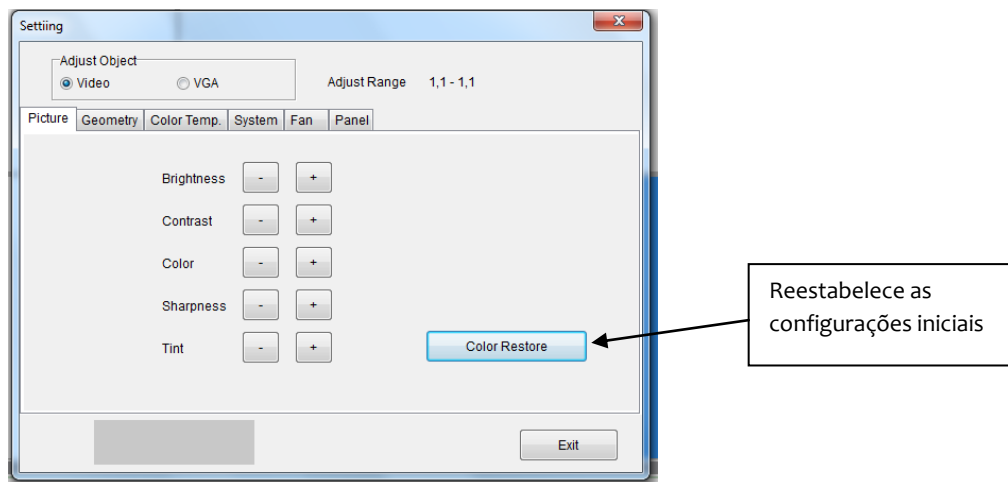 Settiing
Adjust Object
Video VGA Adjust Range 1,1 - 1,1
Picture Geometry Color Temp. System Fan Panel
Brightness - +
Contrast - +
Color - +
Sharpness - +
Tint - + Color Restore
Exit
Reestabelece as
configurações iniciais